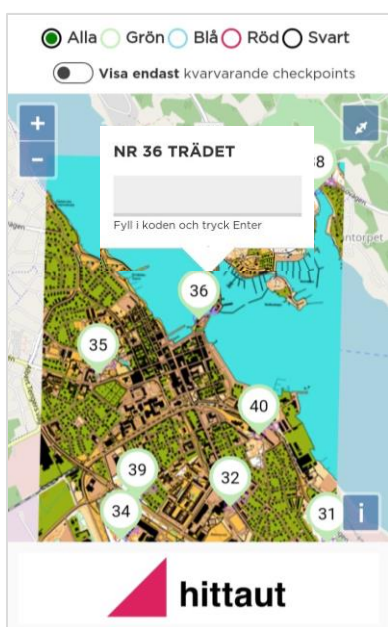 Alla Grön Blå Röd Svart
Visa endast kvarvarande checkpoints
+
−
NR 36 TRÄDET
Fyll i koden och tryck Enter
38
36
35
40
39
32
34
31
i
hittaut